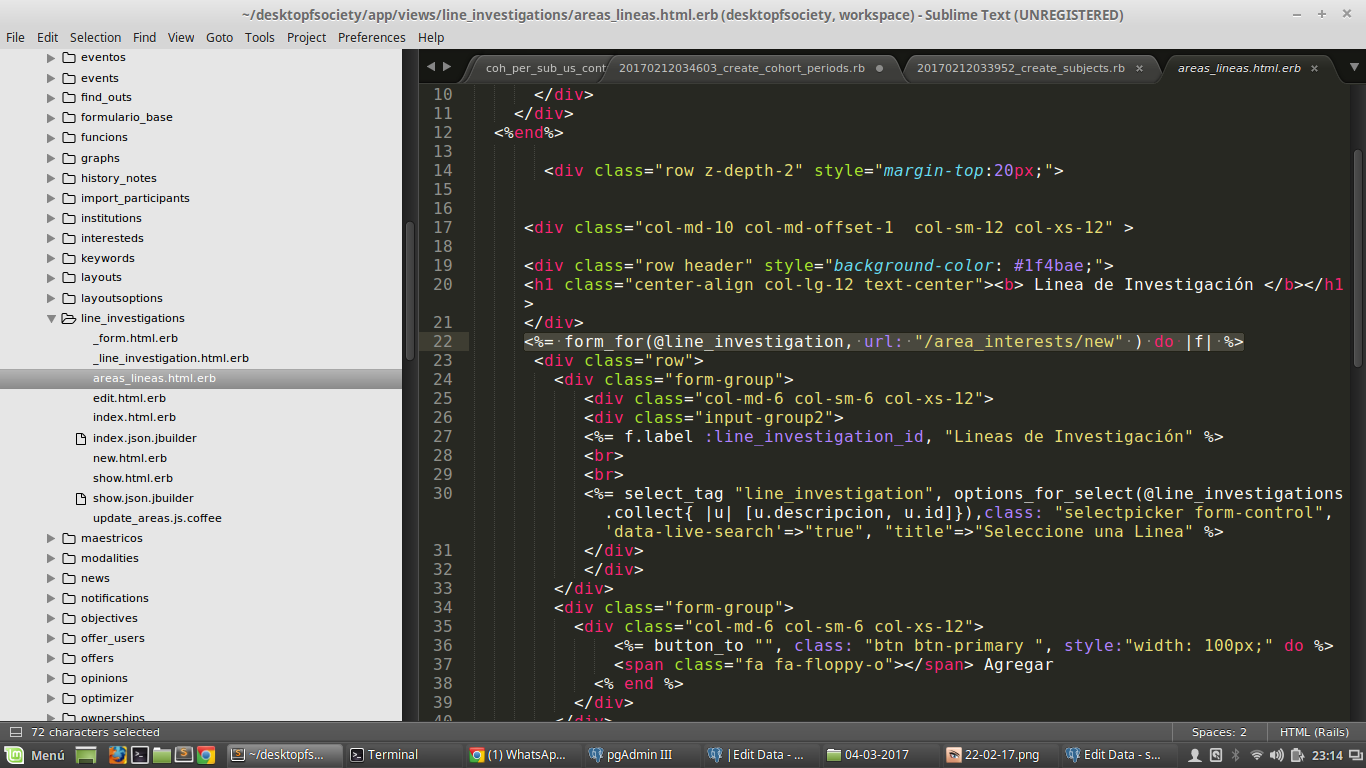 ~/desktopfsociety/app/views/line_investigations/areas_lineas.html.erb (desktopfsociety, workspace) - Sublime Text (UNREGISTERED)
File Edit Selection Find View Goto Tools Project Preferences Help
eventos
events
find_outs
formulario_base
funcions
graphs
history_notes
import_participants
institutions
interesteds
keywords
layouts
layoutsoptions
line_investigations
_form.html.erb
_line_investigation.html.erb
areas_lineas.html.erb
edit.html.erb
index.html.erb
index.json.jbuilder
new.html.erb
show.html.erb
show.json.jbuilder
update_areas.js.coffee
maestricos
modalities
news
notifications
objectives
offer_users
offers
opinions
optimizer
ownerships
coh_per_sub_us_cont 20170212034603_create_cohort_periods.rb 20170212033952_create_subjects.rb × areas_lineas.html.erb ×
10 </div>
11 </div>
12 <%end%>
13
14 <div class="row z-depth-2" style="margin-top:20px;">
15
16
17 <div class="col-md-10 col-md-offset-1  col-sm-12 col-xs-12" >
18
19 <div class="row header" style="background-color: #1f4bae;">
20 <h1 class="center-align col-lg-12 text-center"><b> Linea de Investigación </b></h1
>
21 </div>
22 <%= form_for(@line_investigation, url: "/area_interests/new" ) do |f| %>
23 <div class="row">
24 <div class="form-group">
25 <div class="col-md-6 col-sm-6 col-xs-12">
26 <div class="input-group2">
27 <%= f.label :line_investigation_id, "Lineas de Investigación" %>
28 <br>
29 <br>
30 <%= select_tag "line_investigation", options_for_select(@line_investigations
.collect{ |u| [u.descripcion, u.id]}),class: "selectpicker form-control",
'data-live-search'=>"true", "title"=>"Seleccione una Linea" %>
31 </div>
32 </div>
33 </div>
34 <div class="form-group">
35 <div class="col-md-6 col-sm-6 col-xs-12">
36 <%= button_to "", class: "btn btn-primary ", style:"width: 100px;" do %>
37 <span class="fa fa-floppy-o"></span> Agregar
38 <% end %>
39 </div>
40 </div>
72 characters selected Spaces: 2 HTML (Rails)
Menú ~/desktopfs... Terminal (1) WhatsAp... pgAdmin III |Edit Data - ... 04-03-2017 22-02-17.png Edit Data - s... 23:14